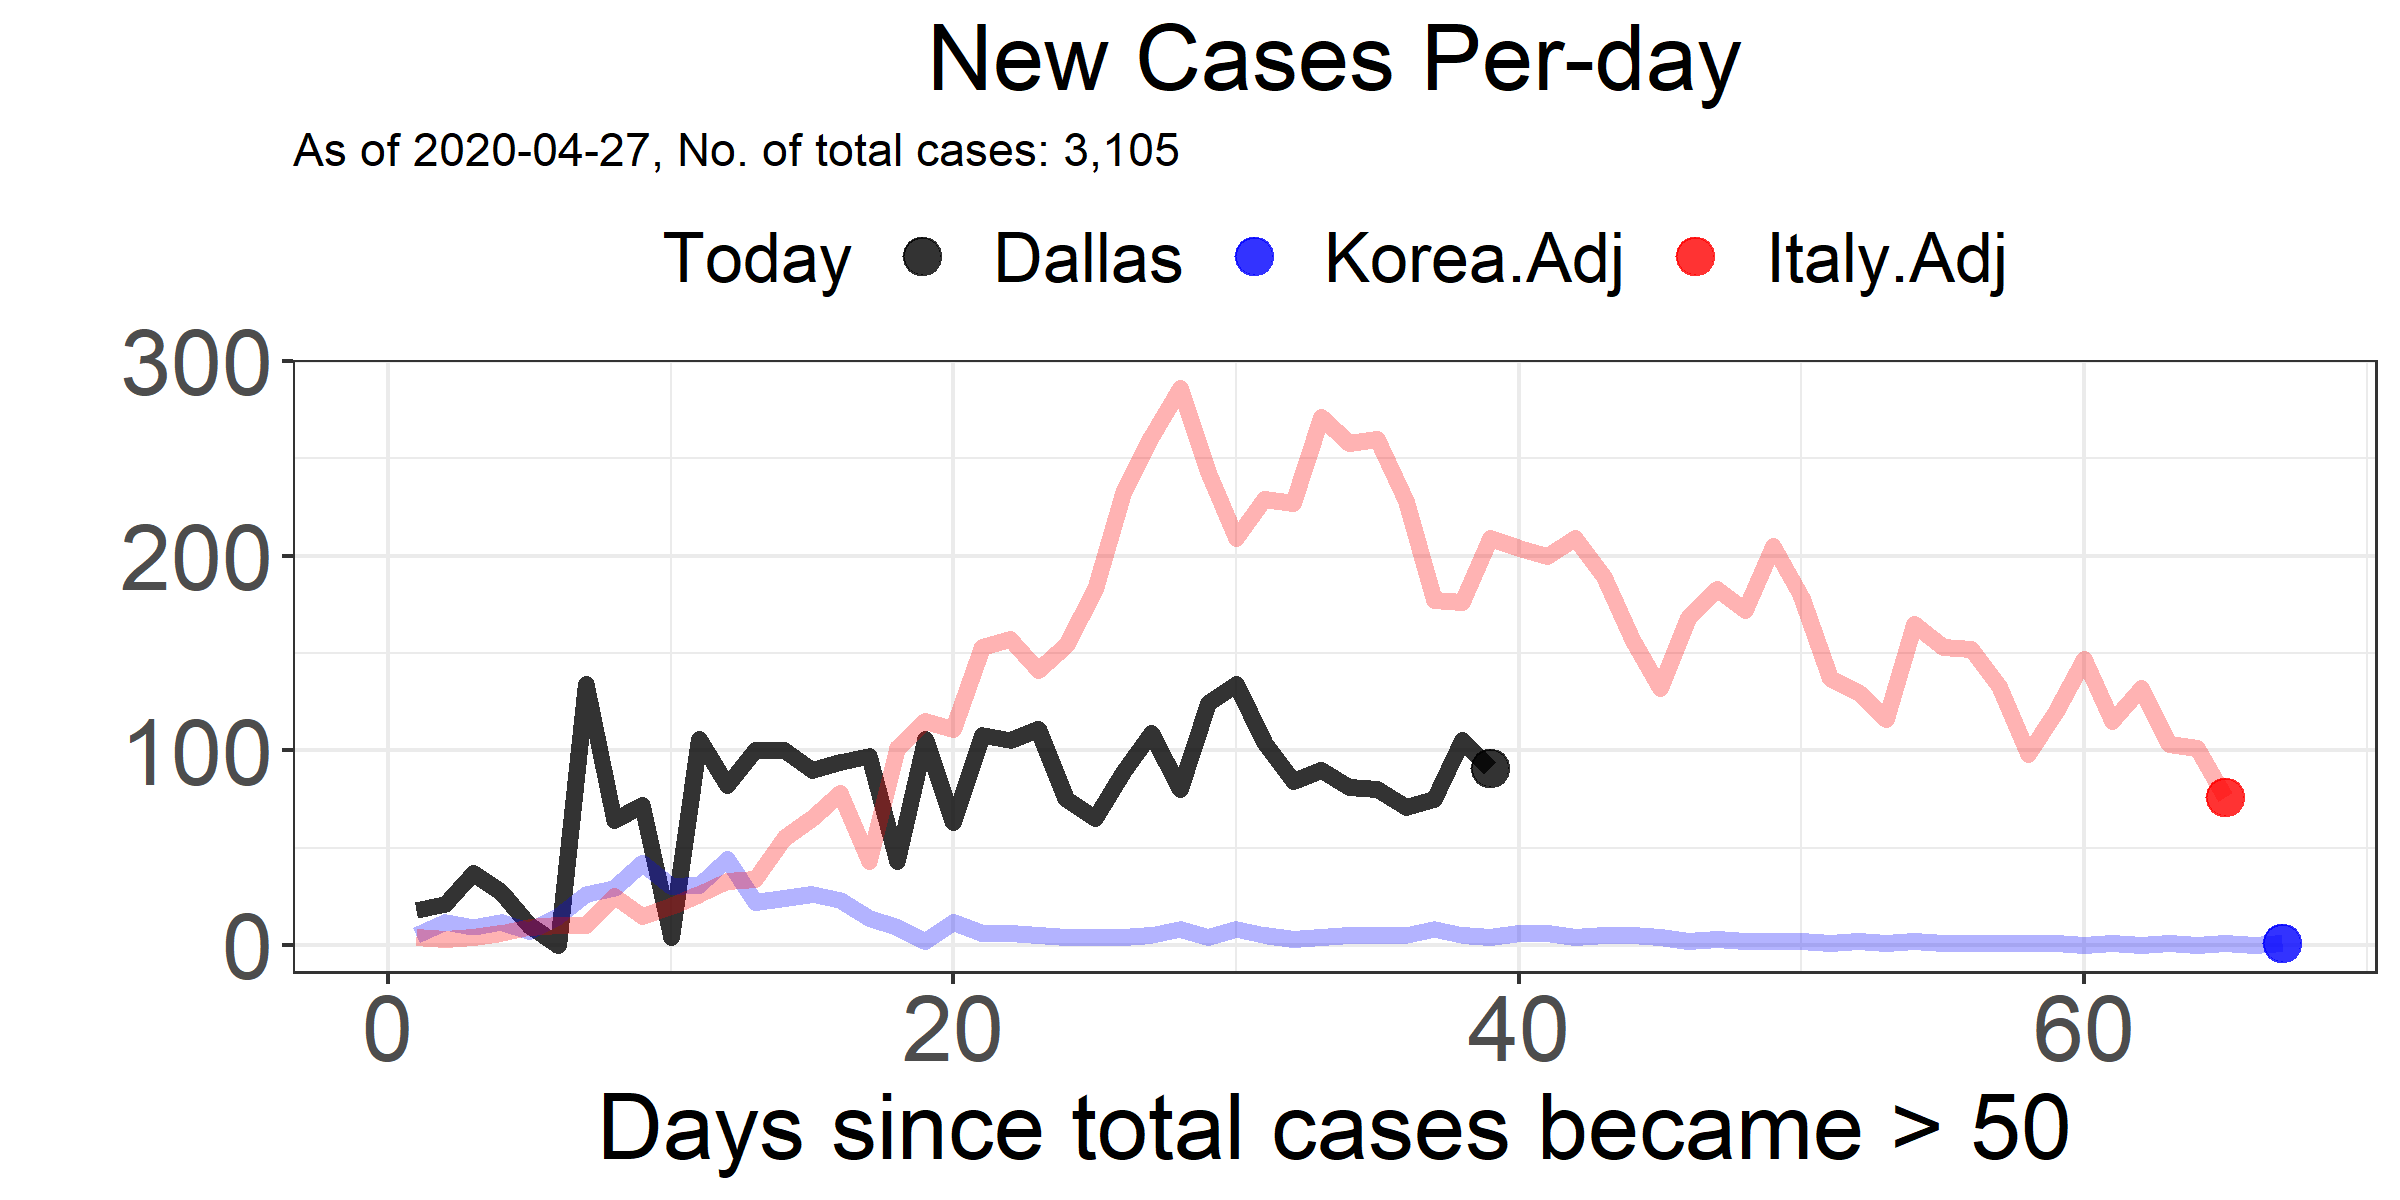 New Cases Per-day
As of 2020-04-27, No. of total cases: 3,105
Today Dallas Korea.Adj Italy.Adj
300
200
100
0
0 20 40 60
Days since total cases became > 50